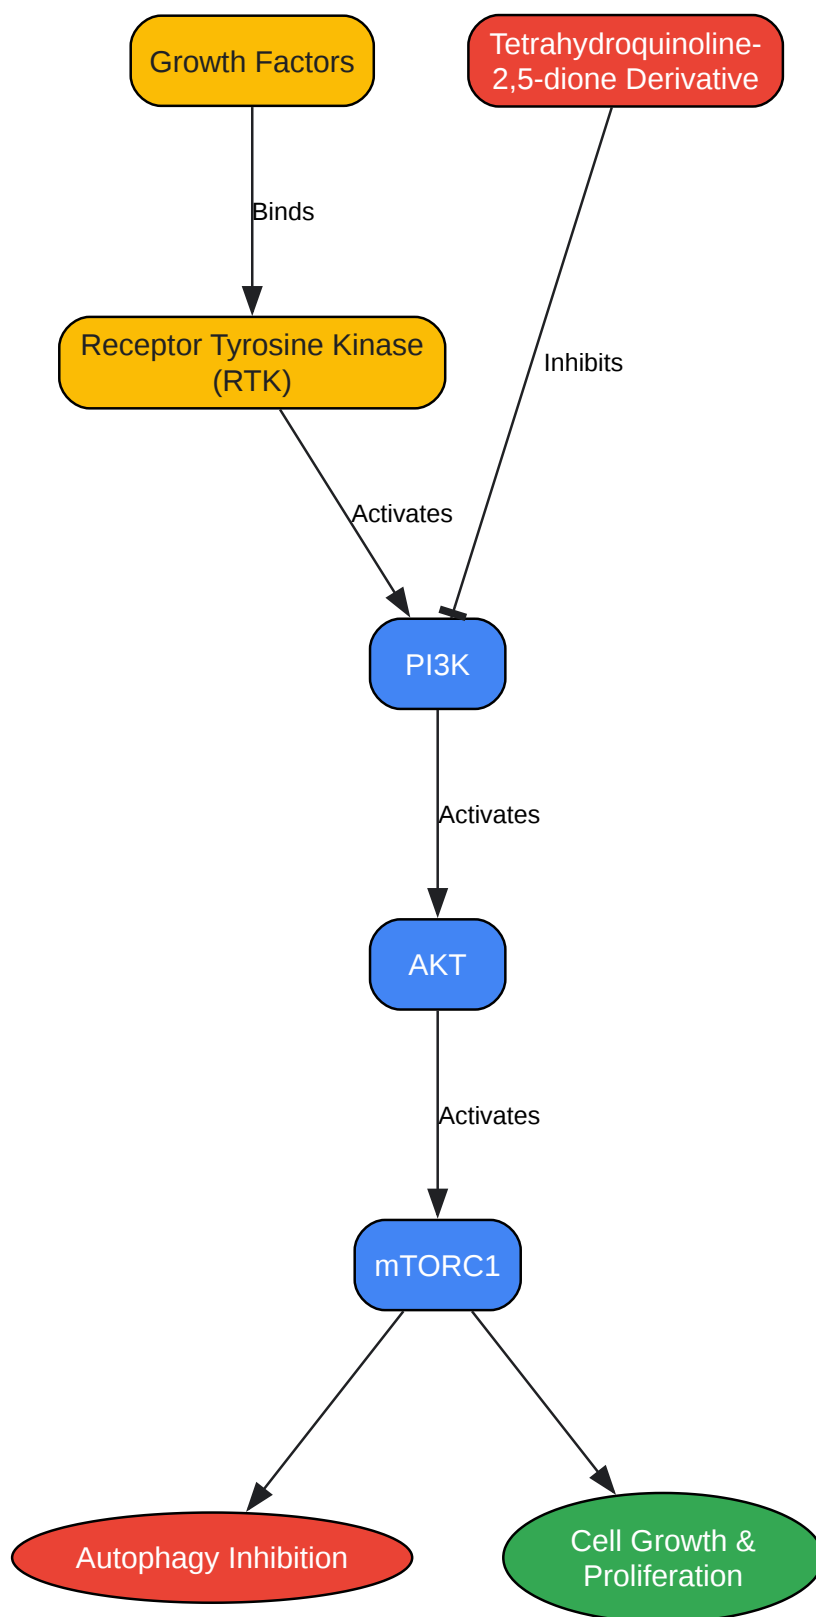 Growth Factors
Tetrahydroquinoline-
2,5-dione Derivative
Binds
Receptor Tyrosine Kinase
(RTK)
Inhibits
Activates
PI3K
Activates
AKT
Activates
mTORC1
Autophagy Inhibition
Cell Growth &
Proliferation